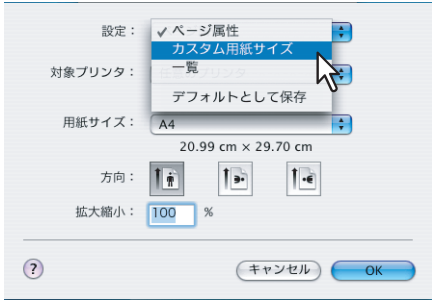 設定：
✓ページ属性
カスタム用紙サイズ
対象プリンタ：
一覧
デフォルトとして保存
用紙サイズ： A4
20.99 cm × 29.70 cm
方向：
拡大縮小： 100 %
? キャンセル OK